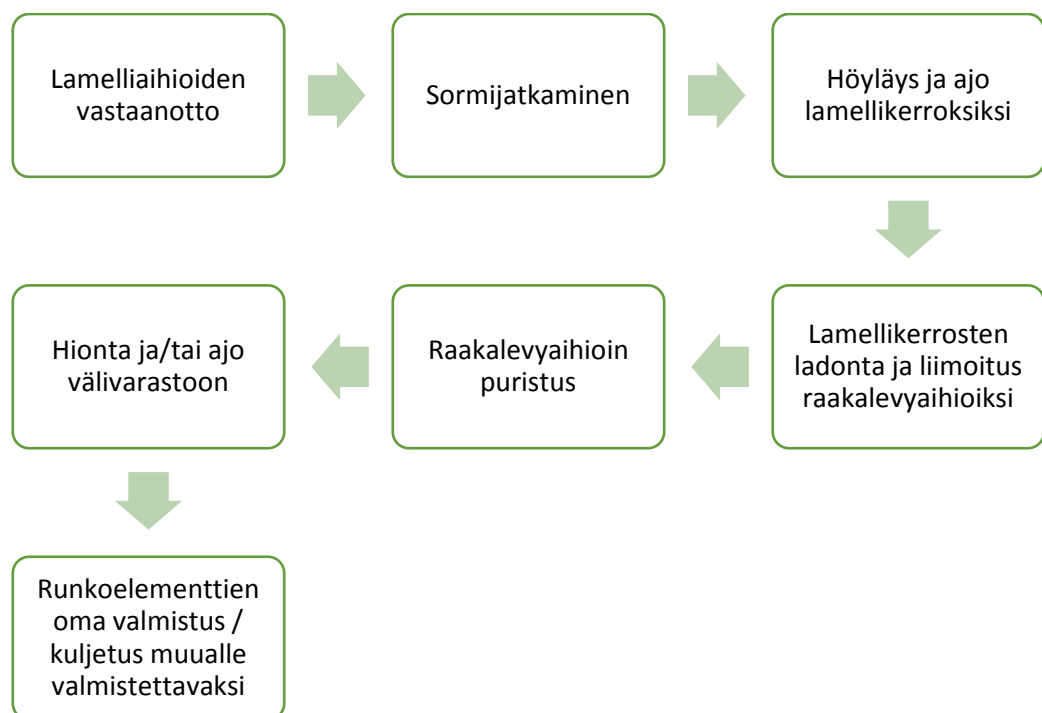 Lamelliaihioiden
vastaanotto
Sormijatkaminen
Höyläys ja ajo
lamellikerroksiksi
Lamellikerrosten
ladonta ja liimoitus
raakalevyaihioiksi
Raakalevyaihioin
puristus
Hionta ja/tai ajo
välivarastoon
Runkoelementtien
oma valmistus /
kuljetus muualle
valmistettavaksi